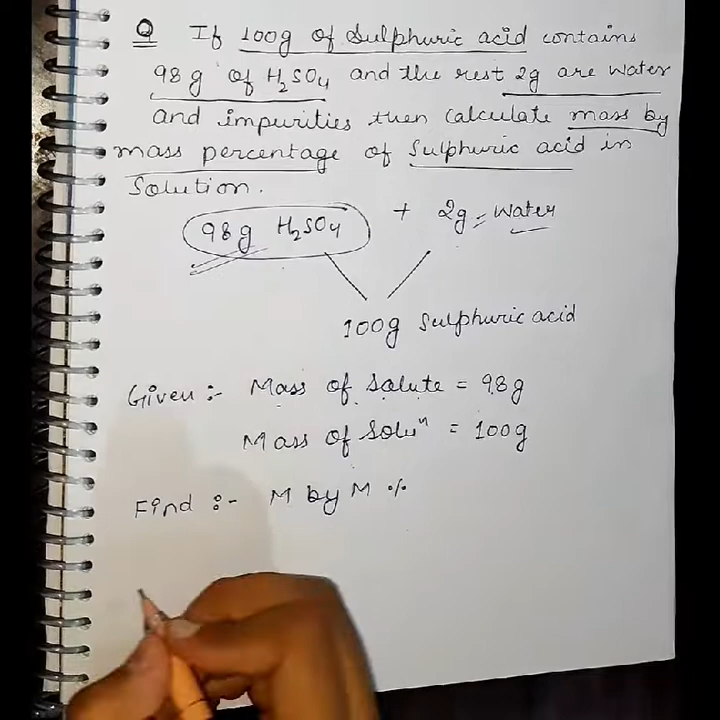 Q If 100g of Sulphuric acid contains
98 g of H2SO4 and the rest 2g are water
and impurities then calculate mass by
mass percentage of Sulphuric acid in
Solution.
98g H2SO4 + 2g = Water
100g Sulphuric acid
Given :- Mass of Solute = 98g
Mass of Soluⁿ = 100g
Find :- M by M %